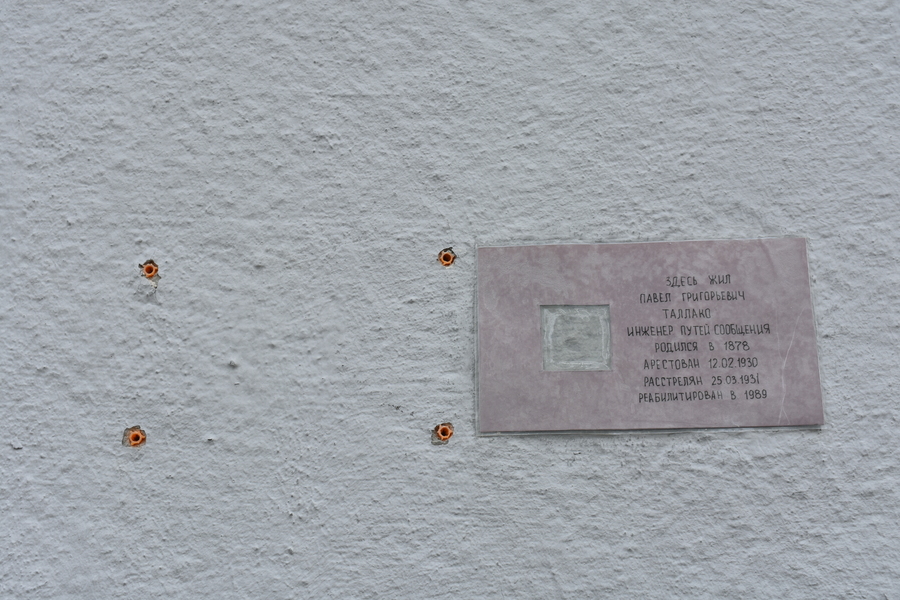 ЗДЕСЬ ЖИЛ
ПАВЕЛ ГРИГОРЬЕВИЧ
ТАЛЛАКО
ИНЖЕНЕР ПУТЕЙ СООБЩЕНИЯ
РОДИЛСЯ В 1878
АРЕСТОВАН 12.02.1930
РАССТРЕЛЯН 25.03.1931
РЕАБИЛИТИРОВАН В 1989